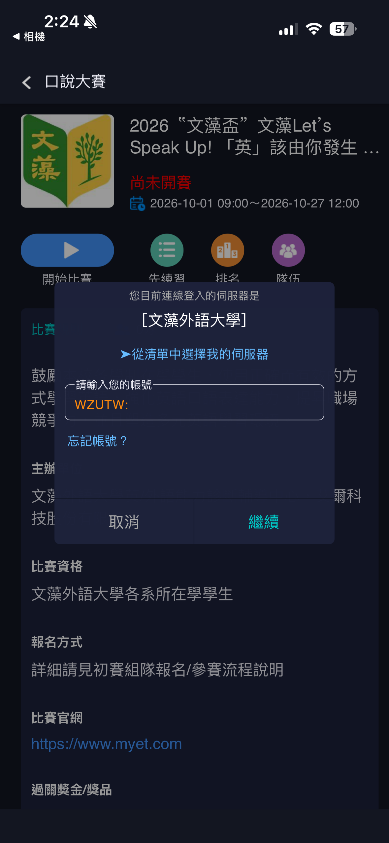 2:24
57
◀ 相機
口說大賽
文
藻
2026〝文藻盃〞文藻Let's
Speak Up! 「英」該由你發生 ...
尚未開賽
2026-10-01 09:00～2026-10-27 12:00
開始比賽 先練習 排名 隊伍
您目前連線登入的伺服器是
[文藻外語大學]
➤從清單中選擇我的伺服器
請輸入您的帳號
WZUTW:
忘記帳號？
取消 繼續
比賽
鼓 的方
式學 職場
競爭
主辦
文藻 爾科
技股
比賽資格
文藻外語大學各系所在學學生
報名方式
詳細請見初賽組隊報名/參賽流程說明
比賽官網
https://www.myet.com
過關獎金/獎品